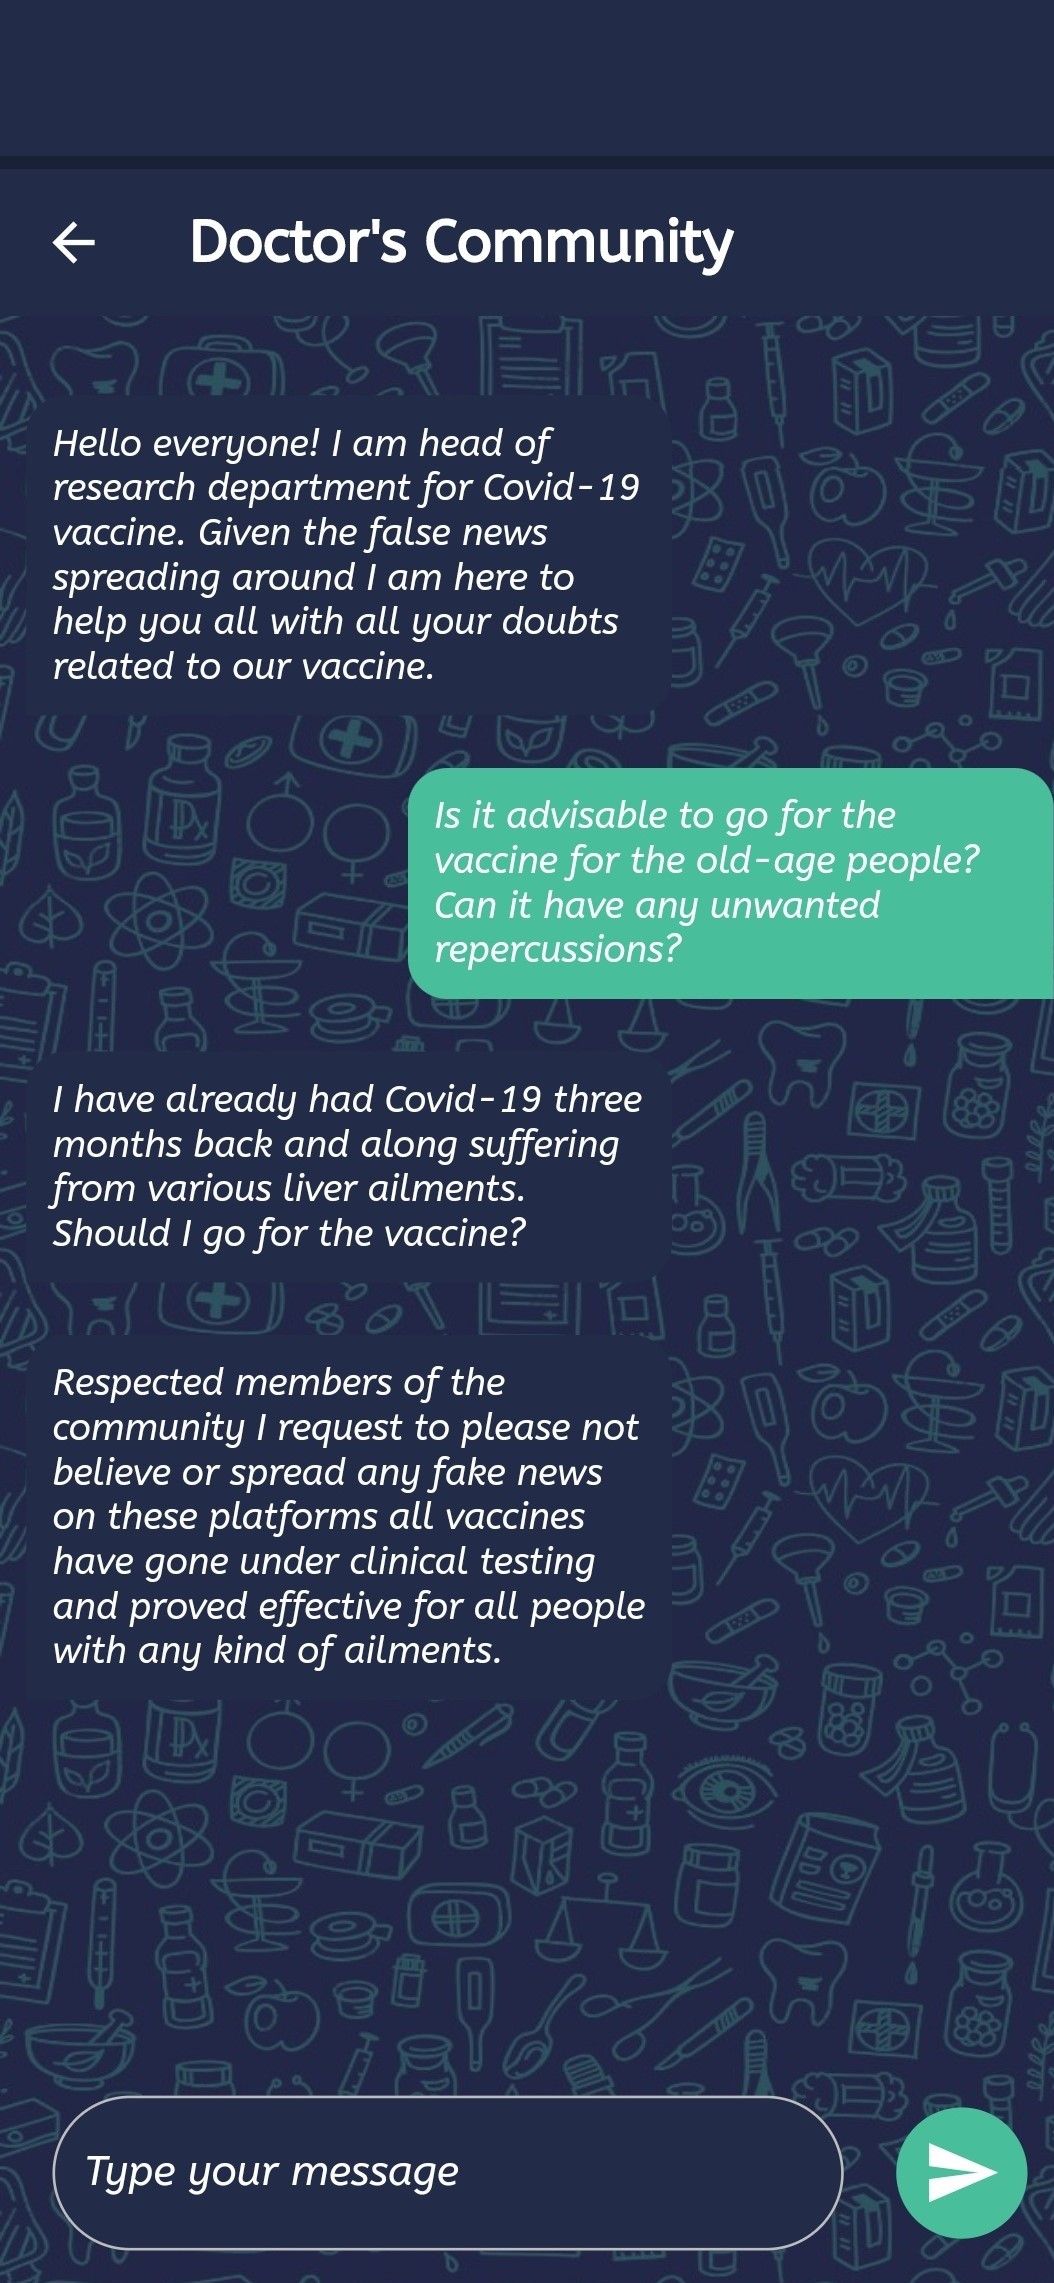 Doctor's Community
Hello everyone! I am head of
research department for Covid-19
vaccine. Given the false news
spreading around I am here to
help you all with all your doubts
related to our vaccine.
Is it advisable to go for the
vaccine for the old-age people?
Can it have any unwanted
repercussions?
I have already had Covid-19 three
months back and along suffering
from various liver ailments.
Should I go for the vaccine?
Respected members of the
community I request to please not
believe or spread any fake news
on these platforms all vaccines
have gone under clinical testing
and proved effective for all people
with any kind of ailments.
Type your message